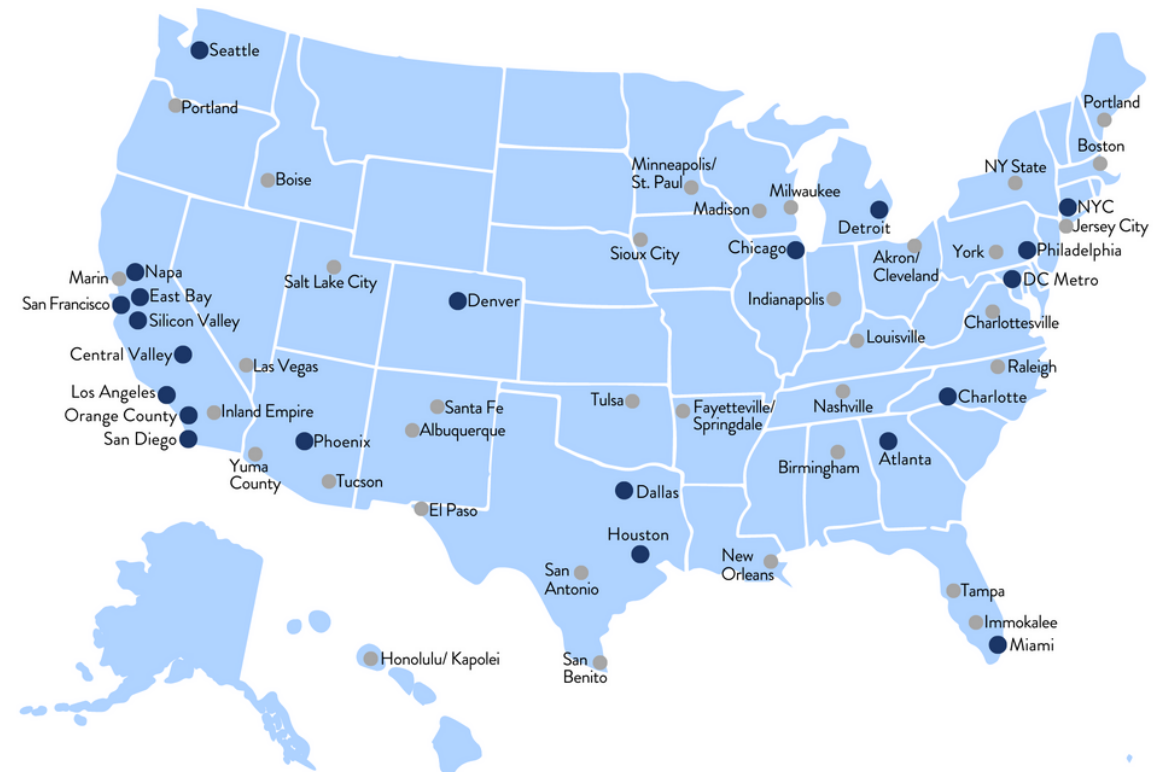 Seattle
Portland
Portland
Boston
Minneapolis/
St. Paul
NY State
Boise
Milwaukee
Madison
NYC
Detroit
Jersey City
Chicago
Sioux City
Akron/
Cleveland
York
Philadelphia
Napa
Marin
Salt Lake City
DC Metro
East Bay
San Francisco
Denver
Indianapolis
Silicon Valley
Charlottesville
Louisville
Central Valley
Las Vegas
Raleigh
Los Angeles
Tulsa
Nashville
Charlotte
Orange County
Inland Empire
Santa Fe
Fayetteville/
Springdale
Albuquerque
San Diego
Phoenix
Yuma
County
Birmingham
Atlanta
Tucson
Dallas
El Paso
Houston
New
Orleans
San
Antonio
Tampa
Immokalee
Miami
Honolulu/ Kapolei
San
Benito